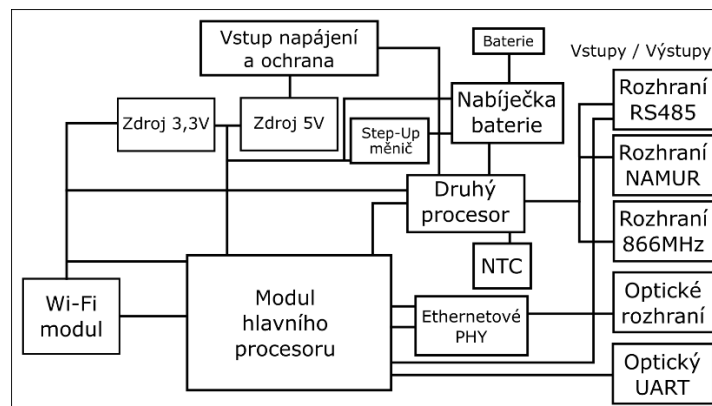 Vstup napájení
a ochrana
Baterie
Vstupy / Výstupy
Zdroj 3,3V
Zdroj 5V
Step-Up
měnič
Nabíječka
baterie
Rozhraní
RS485
Rozhraní
NAMUR
Druhý
procesor
Rozhraní
866MHz
NTC
Wi-Fi
modul
Modul
hlavního
procesoru
Ethernetové
PHY
Optické
rozhraní
Optický
UART